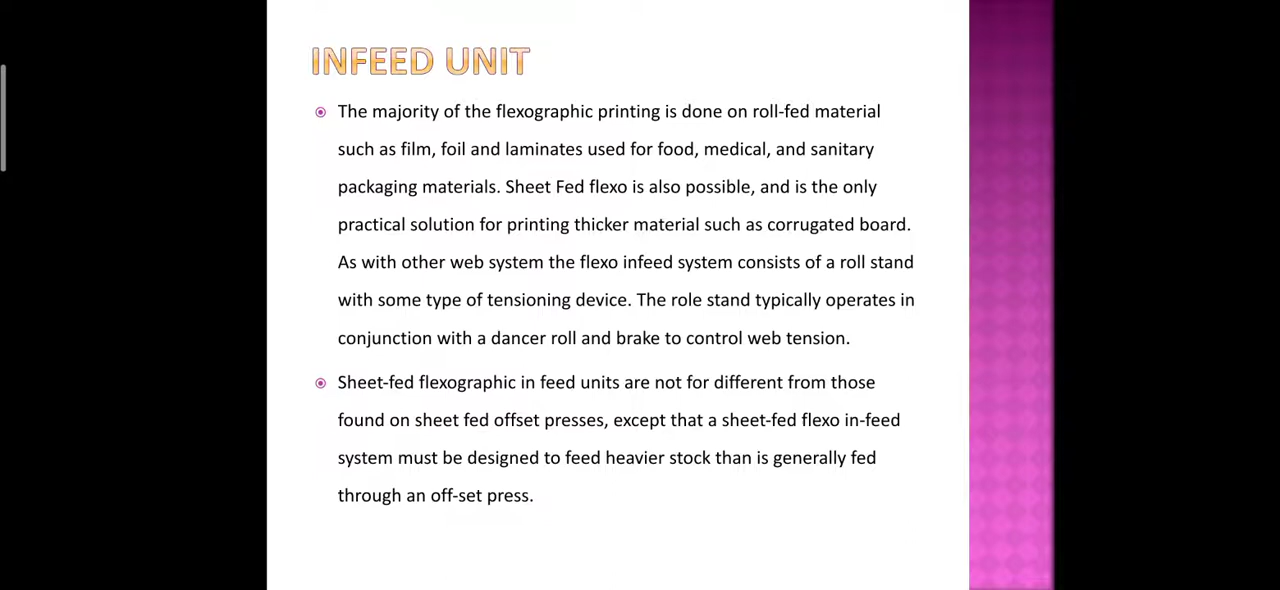 INFEED UNIT
The majority of the flexographic printing is done on roll-fed material
such as film, foil and laminates used for food, medical, and sanitary
packaging materials. Sheet Fed flexo is also possible, and is the only
practical solution for printing thicker material such as corrugated board.
As with other web system the flexo infeed system consists of a roll stand
with some type of tensioning device. The role stand typically operates in
conjunction with a dancer roll and brake to control web tension.
Sheet-fed flexographic in feed units are not for different from those
found on sheet fed offset presses, except that a sheet-fed flexo in-feed
system must be designed to feed heavier stock than is generally fed
through an off-set press.